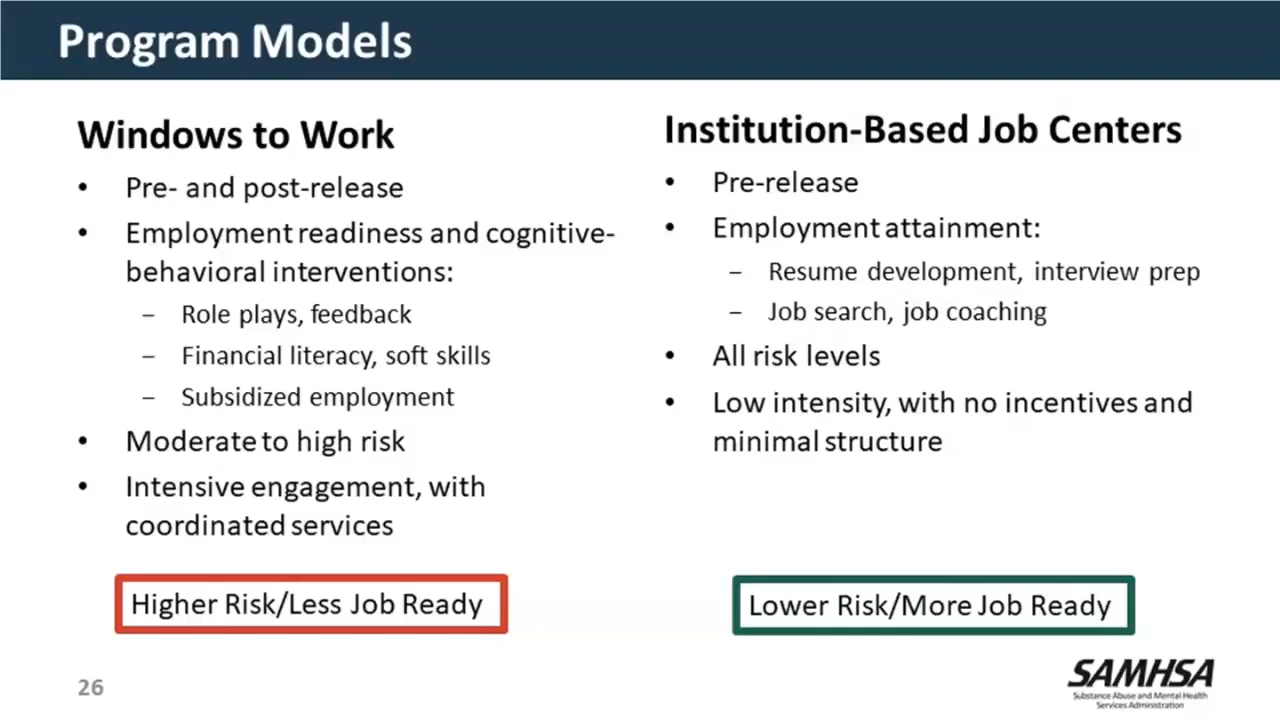 Program Models
Windows to Work
• Pre- and post-release
• Employment readiness and cognitive-
behavioral interventions:
– Role plays, feedback
– Financial literacy, soft skills
– Subsidized employment
• Moderate to high risk
• Intensive engagement, with
coordinated services
Higher Risk/Less Job Ready
Institution-Based Job Centers
• Pre-release
• Employment attainment:
– Resume development, interview prep
– Job search, job coaching
• All risk levels
• Low intensity, with no incentives and
minimal structure
Lower Risk/More Job Ready
26
SAMHSA
Substance Abuse and Mental Health
Services Administration